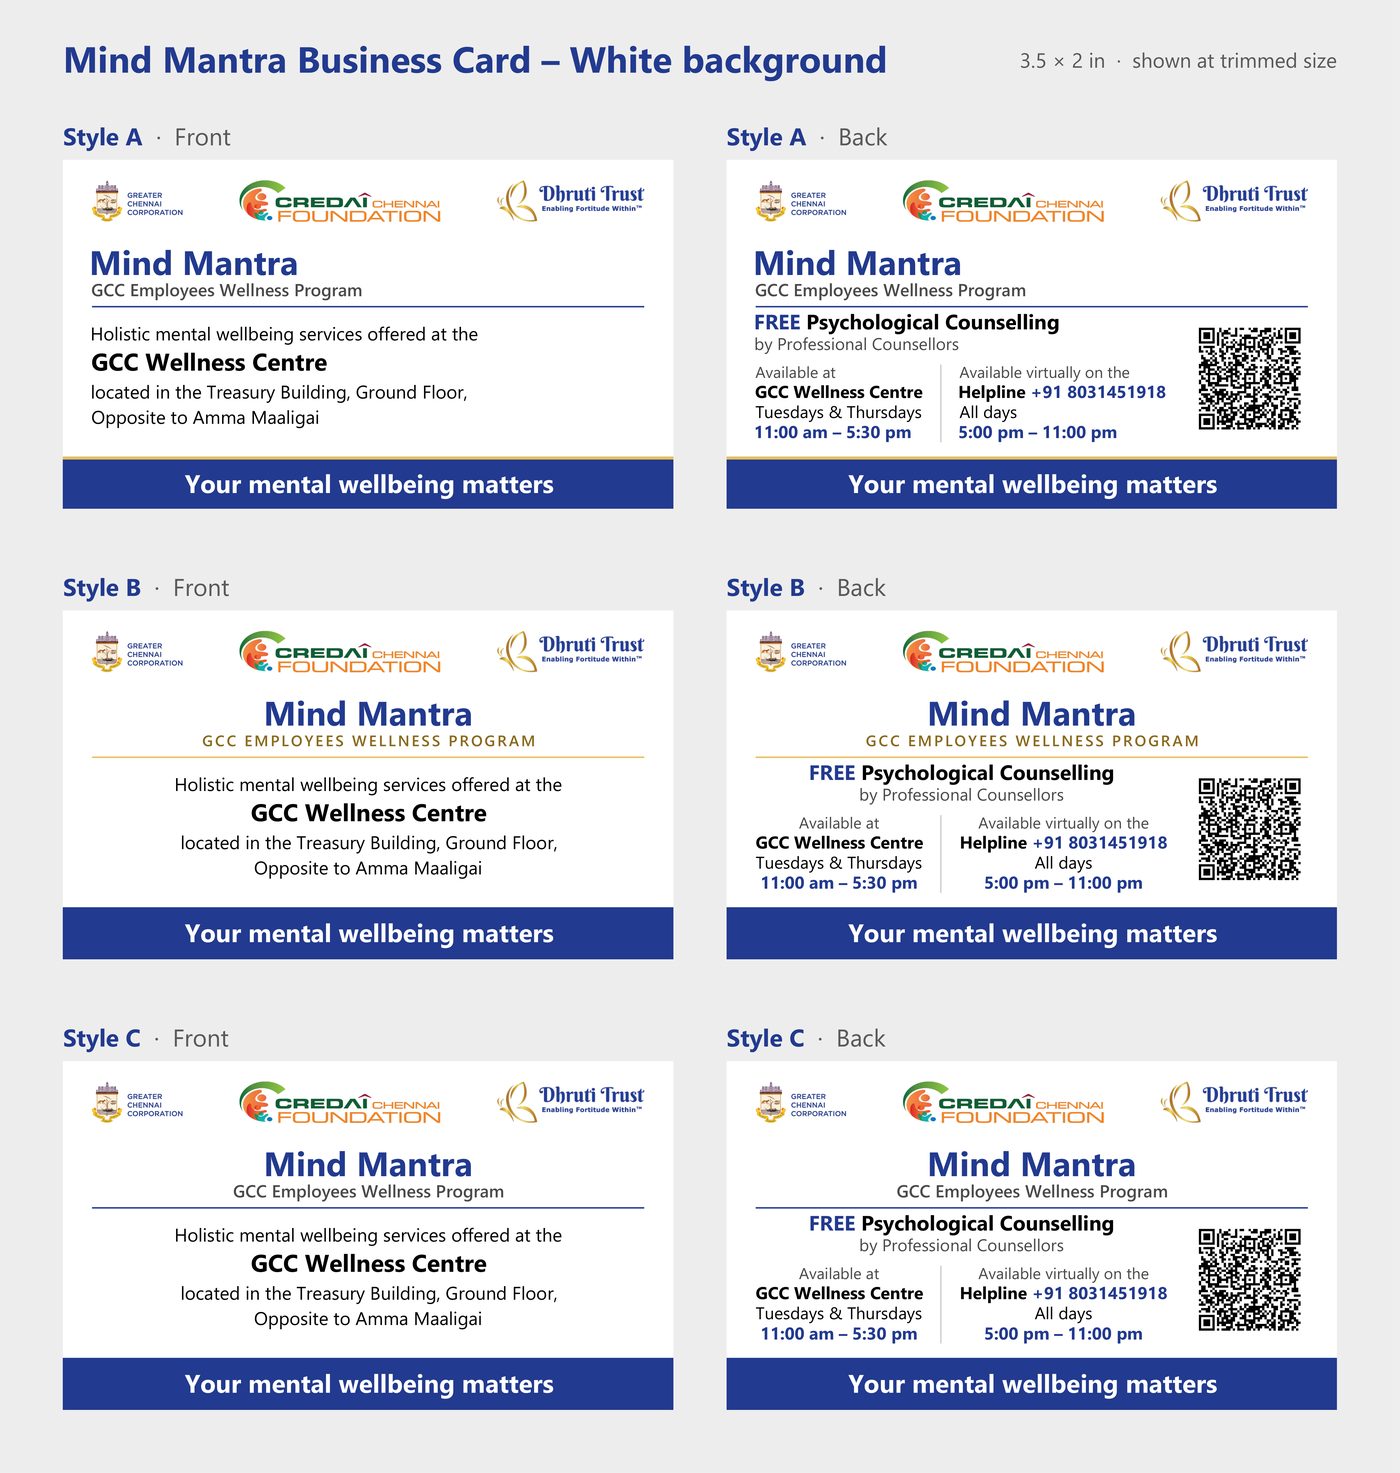 Mind Mantra Business Card – White background
3.5 × 2 in · shown at trimmed size
Style A · Front
GREATER
CHENNAI
CORPORATION
CREDAI CHENNAI
FOUNDATION
Dhruti Trust
Enabling Fortitude Within™
Mind Mantra
GCC Employees Wellness Program
Holistic mental wellbeing services offered at the
GCC Wellness Centre
located in the Treasury Building, Ground Floor,
Opposite to Amma Maaligai
Your mental wellbeing matters
Style A · Back
GREATER
CHENNAI
CORPORATION
CREDAI CHENNAI
FOUNDATION
Dhruti Trust
Enabling Fortitude Within™
Mind Mantra
GCC Employees Wellness Program
FREE Psychological Counselling
by Professional Counsellors
Available at
GCC Wellness Centre
Tuesdays & Thursdays
11:00 am – 5:30 pm
Available virtually on the
Helpline +91 8031451918
All days
5:00 pm – 11:00 pm
Your mental wellbeing matters
Style B · Front
GREATER
CHENNAI
CORPORATION
CREDAI CHENNAI
FOUNDATION
Dhruti Trust
Enabling Fortitude Within™
Mind Mantra
GCC EMPLOYEES WELLNESS PROGRAM
Holistic mental wellbeing services offered at the
GCC Wellness Centre
located in the Treasury Building, Ground Floor,
Opposite to Amma Maaligai
Your mental wellbeing matters
Style B · Back
GREATER
CHENNAI
CORPORATION
CREDAI CHENNAI
FOUNDATION
Dhruti Trust
Enabling Fortitude Within™
Mind Mantra
GCC EMPLOYEES WELLNESS PROGRAM
FREE Psychological Counselling
by Professional Counsellors
Available at
GCC Wellness Centre
Tuesdays & Thursdays
11:00 am – 5:30 pm
Available virtually on the
Helpline +91 8031451918
All days
5:00 pm – 11:00 pm
Your mental wellbeing matters
Style C · Front
GREATER
CHENNAI
CORPORATION
CREDAI CHENNAI
FOUNDATION
Dhruti Trust
Enabling Fortitude Within™
Mind Mantra
GCC Employees Wellness Program
Holistic mental wellbeing services offered at the
GCC Wellness Centre
located in the Treasury Building, Ground Floor,
Opposite to Amma Maaligai
Your mental wellbeing matters
Style C · Back
GREATER
CHENNAI
CORPORATION
CREDAI CHENNAI
FOUNDATION
Dhruti Trust
Enabling Fortitude Within™
Mind Mantra
GCC Employees Wellness Program
FREE Psychological Counselling
by Professional Counsellors
Available at
GCC Wellness Centre
Tuesdays & Thursdays
11:00 am – 5:30 pm
Available virtually on the
Helpline +91 8031451918
All days
5:00 pm – 11:00 pm
Your mental wellbeing matters